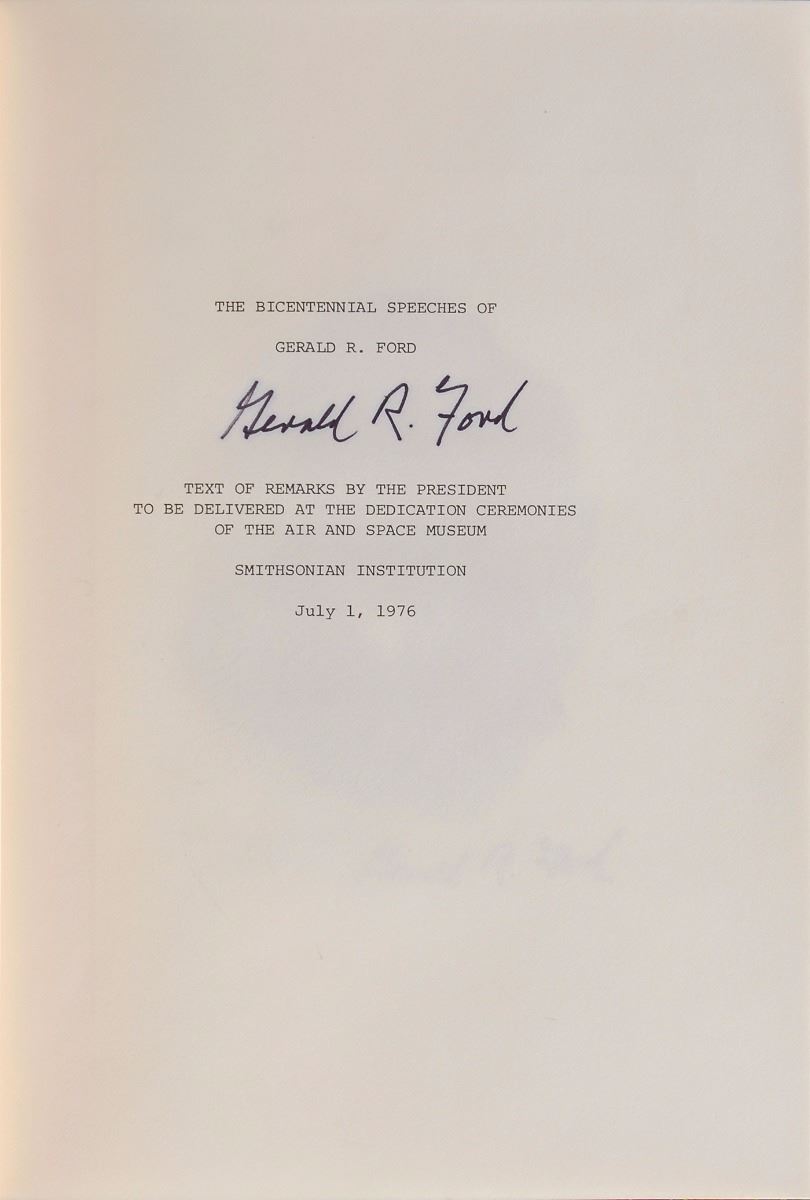 THE BICENTENNIAL SPEECHES OF
GERALD R. FORD
Gerald R. Ford
TEXT OF REMARKS BY THE PRESIDENT
TO BE DELIVERED AT THE DEDICATION CEREMONIES
OF THE AIR AND SPACE MUSEUM
SMITHSONIAN INSTITUTION
July 1, 1976